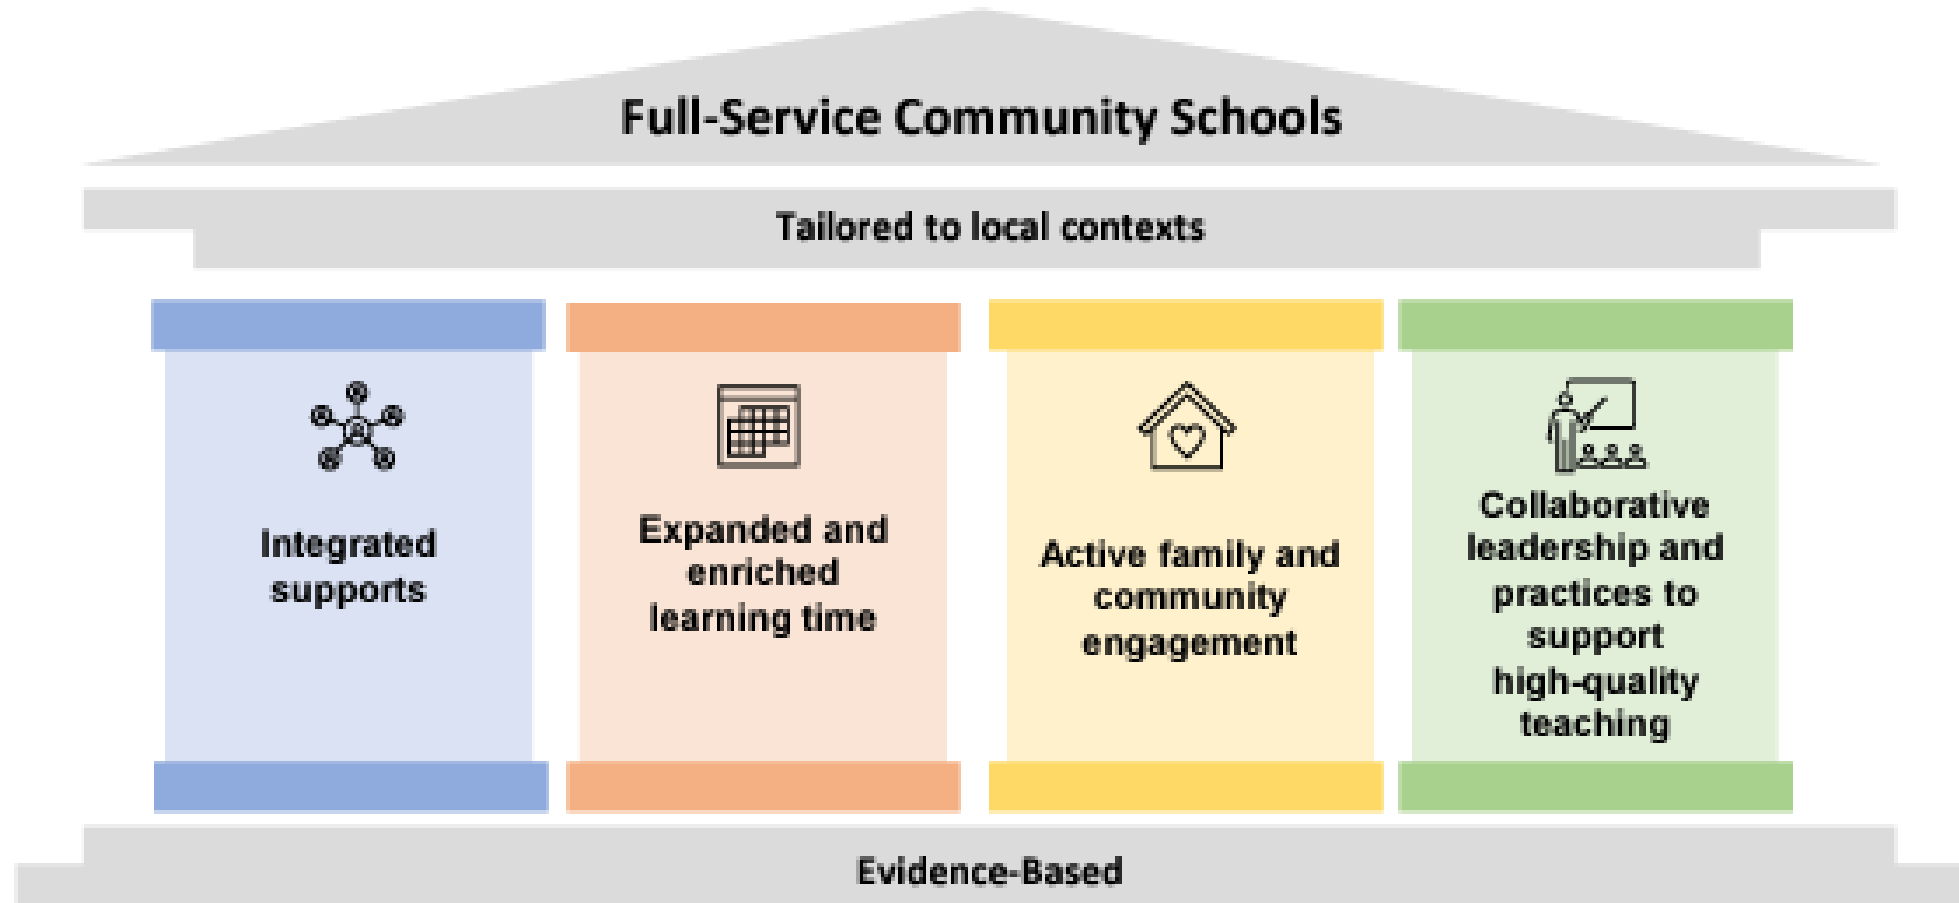 Full-Service Community Schools
Tailored to local contexts
Integrated
supports
Expanded and
enriched
learning time
Active family and
community
engagement
Collaborative
leadership and
practices to
support
high-quality
teaching
Evidence-Based